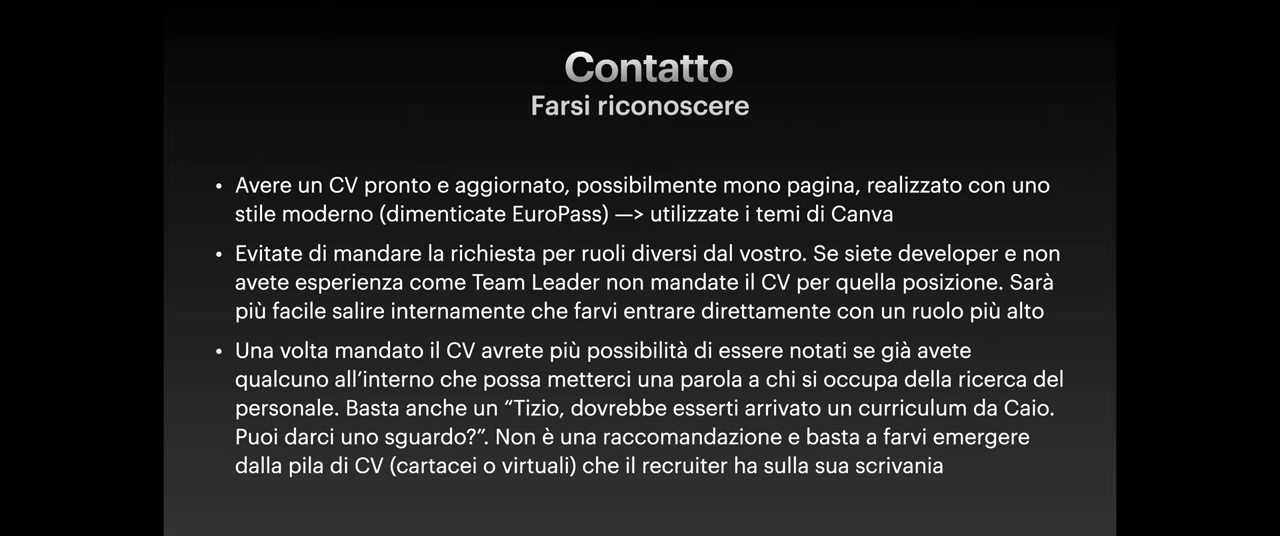 Contatto
Farsi riconoscere
• Avere un CV pronto e aggiornato, possibilmente mono pagina, realizzato con uno
stile moderno (dimenticate EuroPass) —> utilizzate i temi di Canva
• Evitate di mandare la richiesta per ruoli diversi dal vostro. Se siete developer e non
avete esperienza come Team Leader non mandate il CV per quella posizione. Sarà
più facile salire internamente che farvi entrare direttamente con un ruolo più alto
• Una volta mandato il CV avrete più possibilità di essere notati se già avete
qualcuno all’interno che possa metterci una parola a chi si occupa della ricerca del
personale. Basta anche un “Tizio, dovrebbe esserti arrivato un curriculum da Caio.
Puoi darci uno sguardo?”. Non è una raccomandazione e basta a farvi emergere
dalla pila di CV (cartacei o virtuali) che il recruiter ha sulla sua scrivania